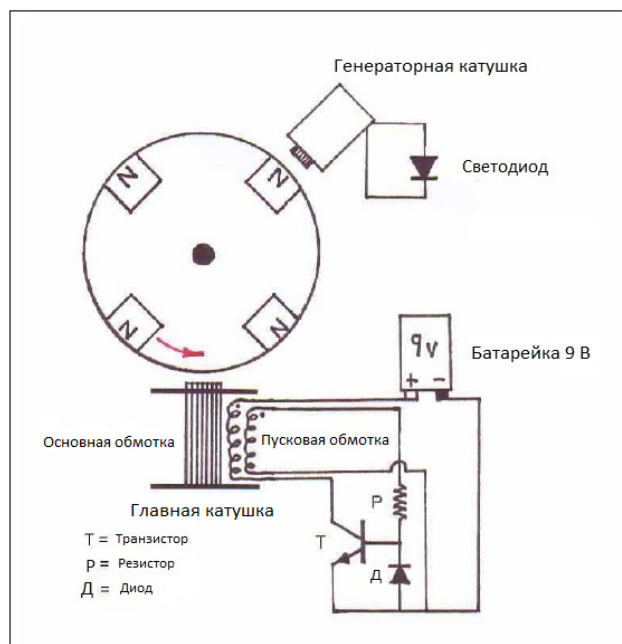 Генераторная катушка
Светодиод
N
N
N
N
9V
+ -
Батарейка 9 В
Основная обмотка
Пусковая обмотка
Главная катушка
Р
Т
Д
Т = Транзистор
Р = Резистор
Д = Диод